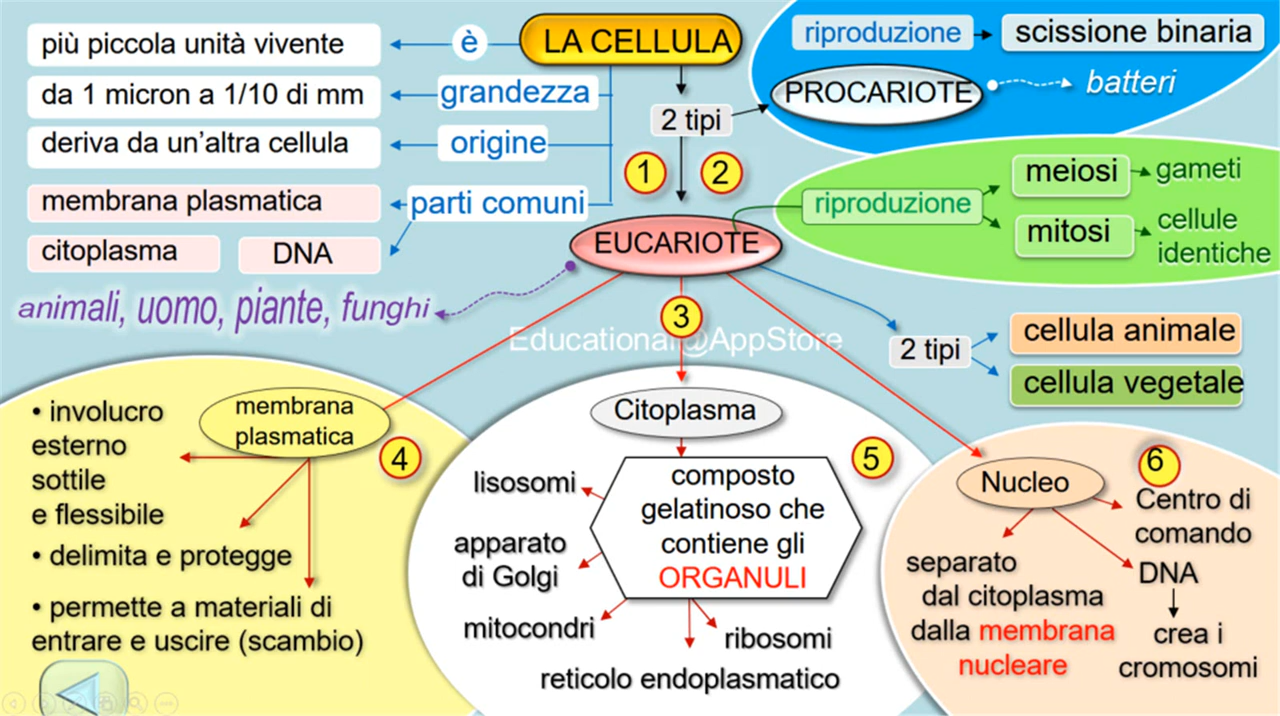 LA CELLULA
è
più piccola unità vivente
grandezza
da 1 micron a 1/10 di mm
origine
deriva da un'altra cellula
parti comuni
membrana plasmatica
citoplasma
DNA
2 tipi
1
2
PROCARIOTE
batteri
riproduzione
scissione binaria
EUCARIOTE
riproduzione
meiosi
gameti
mitosi
cellule
identiche
animali, uomo, piante, funghi
3
Educational@AppStore
2 tipi
cellula animale
cellula vegetale
membrana
plasmatica
4
• involucro
esterno
sottile
e flessibile
• delimita e protegge
• permette a materiali di
entrare e uscire (scambio)
Citoplasma
5
composto
gelatinoso che
contiene gli
ORGANULI
lisosomi
apparato
di Golgi
mitocondri
ribosomi
reticolo endoplasmatico
Nucleo
6
Centro di
comando
separato
dal citoplasma
dalla membrana
nucleare
DNA
crea i
cromosomi